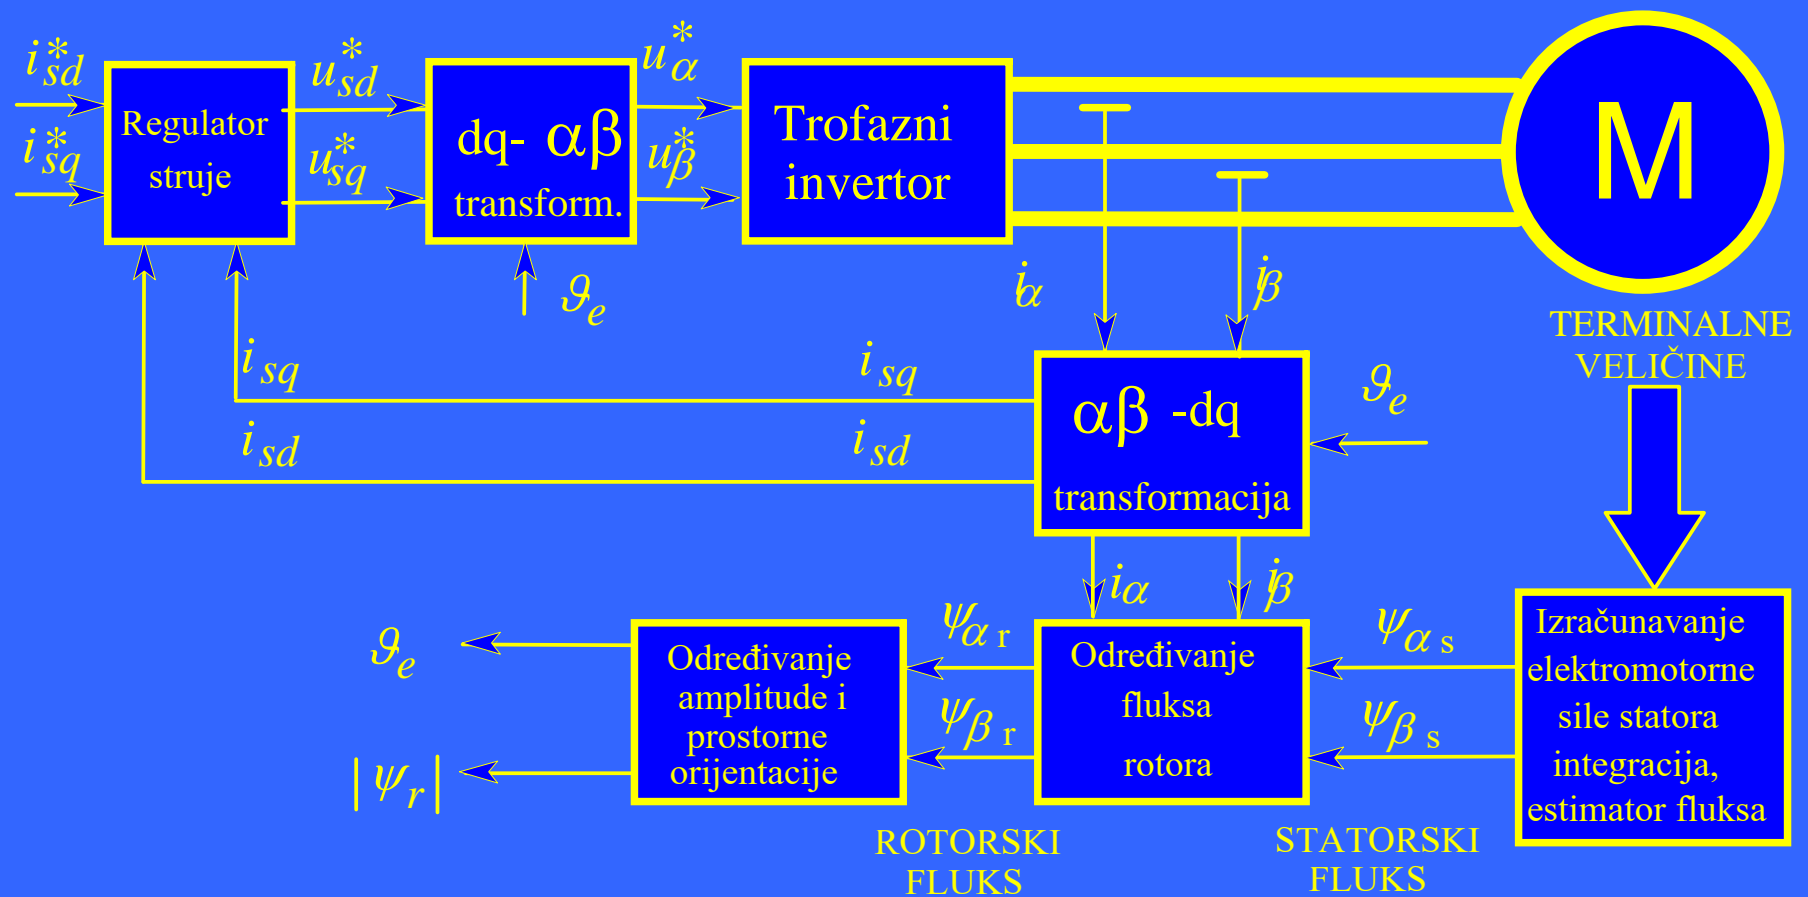 i*sd
i*sq
Regulator
struje
u*sd
u*sq
dq- αβ
transform.
ϑe
u*α
u*β
Trofazni
invertor
M
iα
iβ
TERMINALNE
VELIČINE
isq
isd
isq
isd
αβ -dq
transformacija
ϑe
iα
iβ
ϑe
|ψr|
Određivanje
amplitude i
prostorne
orijentacije
ψα r
ψβ r
ROTORSKI
FLUKS
Određivanje
fluksa
rotora
ψα s
ψβ s
STATORSKI
FLUKS
Izračunavanje
elektromotorne
sile statora
integracija,
estimator fluksa